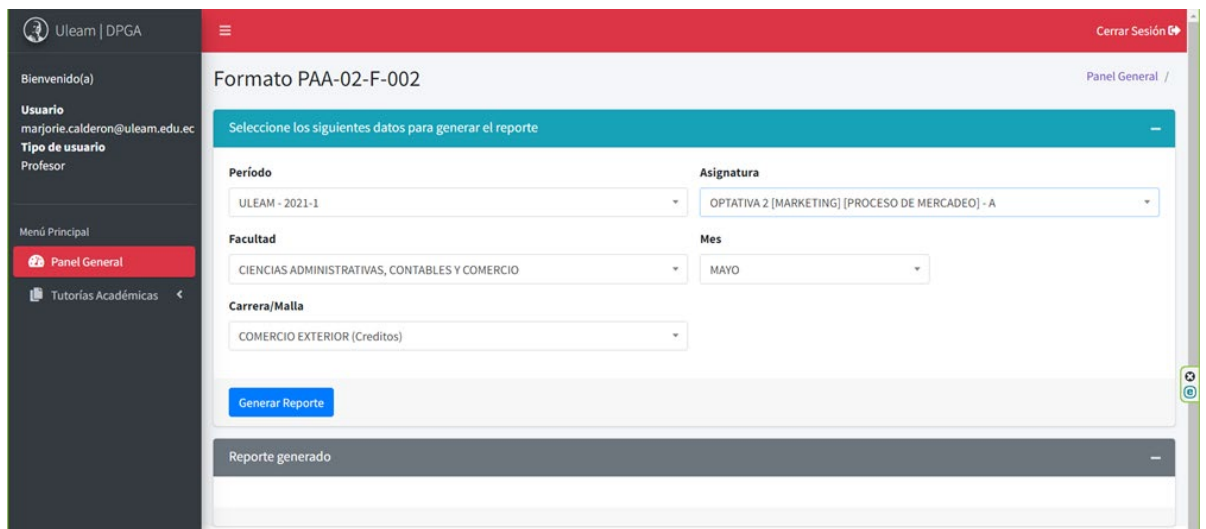 Uleam | DPGA
Cerrar Sesión
Bienvenido(a)
Usuario
marjorie.calderon@uleam.edu.ec
Tipo de usuario
Profesor
Menú Principal
Panel General
Tutorías Académicas
Formato PAA-02-F-002
Panel General /
Seleccione los siguientes datos para generar el reporte
Período
ULEAM - 2021-1
Asignatura
OPTATIVA 2 [MARKETING] [PROCESO DE MERCADEO] - A
Facultad
CIENCIAS ADMINISTRATIVAS, CONTABLES Y COMERCIO
Mes
MAYO
Carrera/Malla
COMERCIO EXTERIOR (Creditos)
Generar Reporte
Reporte generado